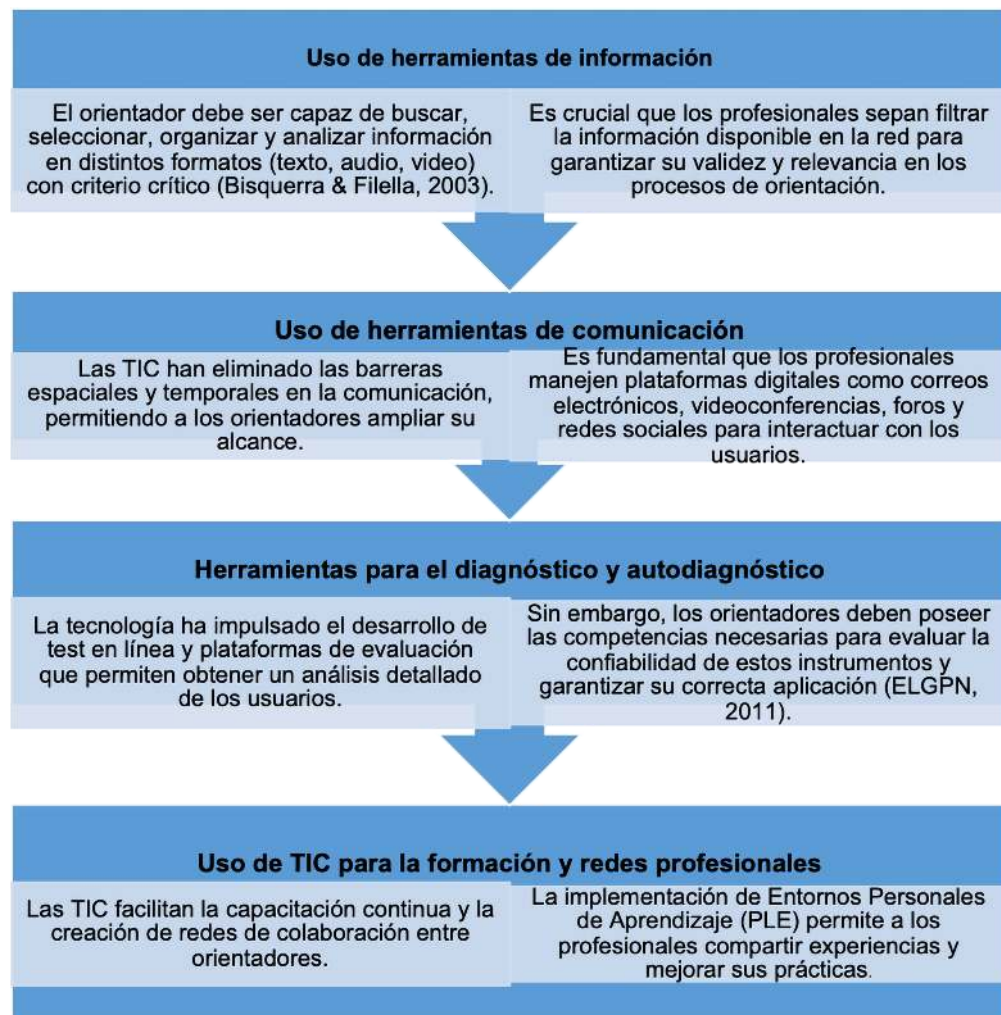 Uso de herramientas de información
El orientador debe ser capaz de buscar,
seleccionar, organizar y analizar información
en distintos formatos (texto, audio, video)
con criterio crítico (Bisquerra & Filella, 2003).
Es crucial que los profesionales sepan filtrar
la información disponible en la red para
garantizar su validez y relevancia en los
procesos de orientación.
Uso de herramientas de comunicación
Las TIC han eliminado las barreras
espaciales y temporales en la comunicación,
permitiendo a los orientadores ampliar su
alcance.
Es fundamental que los profesionales
manejen plataformas digitales como correos
electrónicos, videoconferencias, foros y
redes sociales para interactuar con los
usuarios.
Herramientas para el diagnóstico y autodiagnóstico
La tecnología ha impulsado el desarrollo de
test en línea y plataformas de evaluación
que permiten obtener un análisis detallado
de los usuarios.
Sin embargo, los orientadores deben poseer
las competencias necesarias para evaluar la
confiabilidad de estos instrumentos y
garantizar su correcta aplicación (ELGPN,
2011).
Uso de TIC para la formación y redes profesionales
Las TIC facilitan la capacitación continua y la
creación de redes de colaboración entre
orientadores.
La implementación de Entornos Personales
de Aprendizaje (PLE) permite a los
profesionales compartir experiencias y
mejorar sus prácticas.